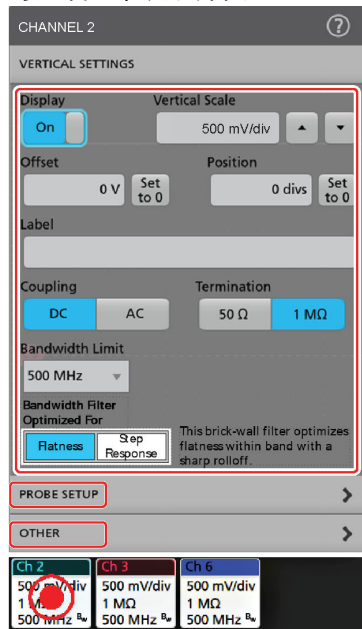 CHANNEL 2 ?
VERTICAL SETTINGS
Display Vertical Scale
On 500 mV/div
Offset Position
0 V Set to 0 0 divs Set to 0
Label
Coupling Termination
DC AC 50 Ω 1 MΩ
Bandwidth Limit
500 MHz
Bandwidth Filter
Optimized For
Flatness Step Response
This brick-wall filter optimizes
flatness within band with a
sharp rolloff.
PROBE SETUP
OTHER
Ch 2 Ch 3 Ch 6
500 mV/div 500 mV/div 500 mV/div
1 MΩ 1 MΩ 1 MΩ
500 MHz Bw 500 MHz Bw 500 MHz Bw